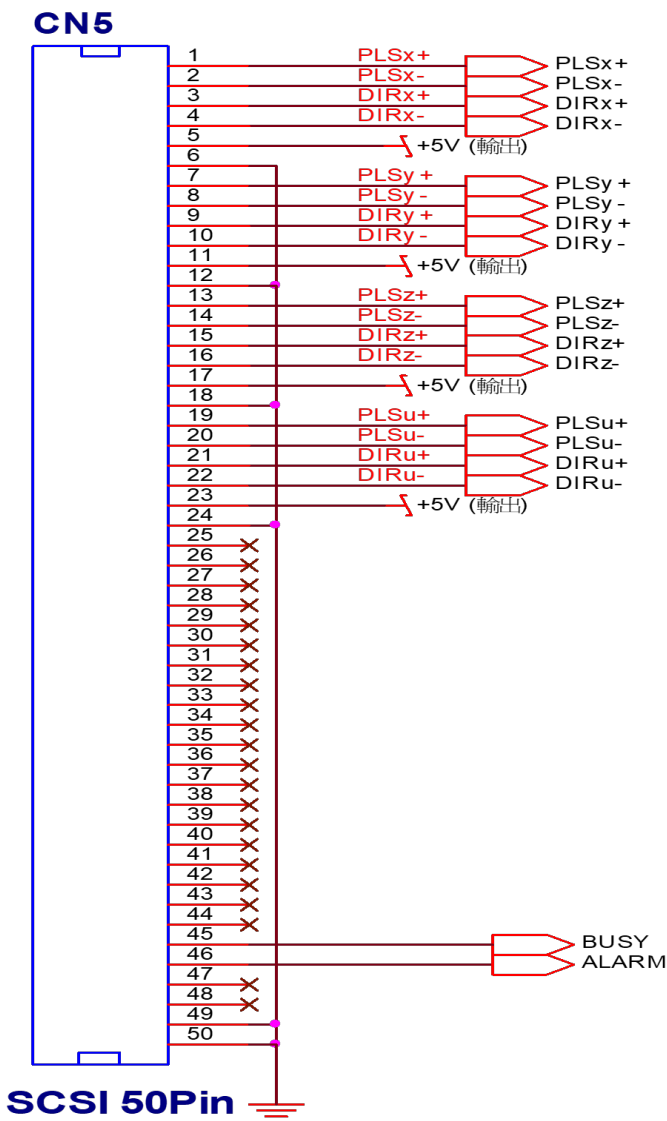 CN5
1 PLSx+ PLSx+
2 PLSx- PLSx-
3 DIRx+ DIRx+
4 DIRx- DIRx-
5 +5V (輸出)
6
7 PLSy+ PLSy+
8 PLSy- PLSy-
9 DIRy+ DIRy+
10 DIRy- DIRy-
11 +5V (輸出)
12
13 PLSz+ PLSz+
14 PLSz- PLSz-
15 DIRz+ DIRz+
16 DIRz- DIRz-
17 +5V (輸出)
18
19 PLSu+ PLSu+
20 PLSu- PLSu-
21 DIRu+ DIRu+
22 DIRu- DIRu-
23 +5V (輸出)
24
25
26
27
28
29
30
31
32
33
34
35
36
37
38
39
40
41
42
43
44
45 BUSY
46 ALARM
47
48
49
50
SCSI 50Pin